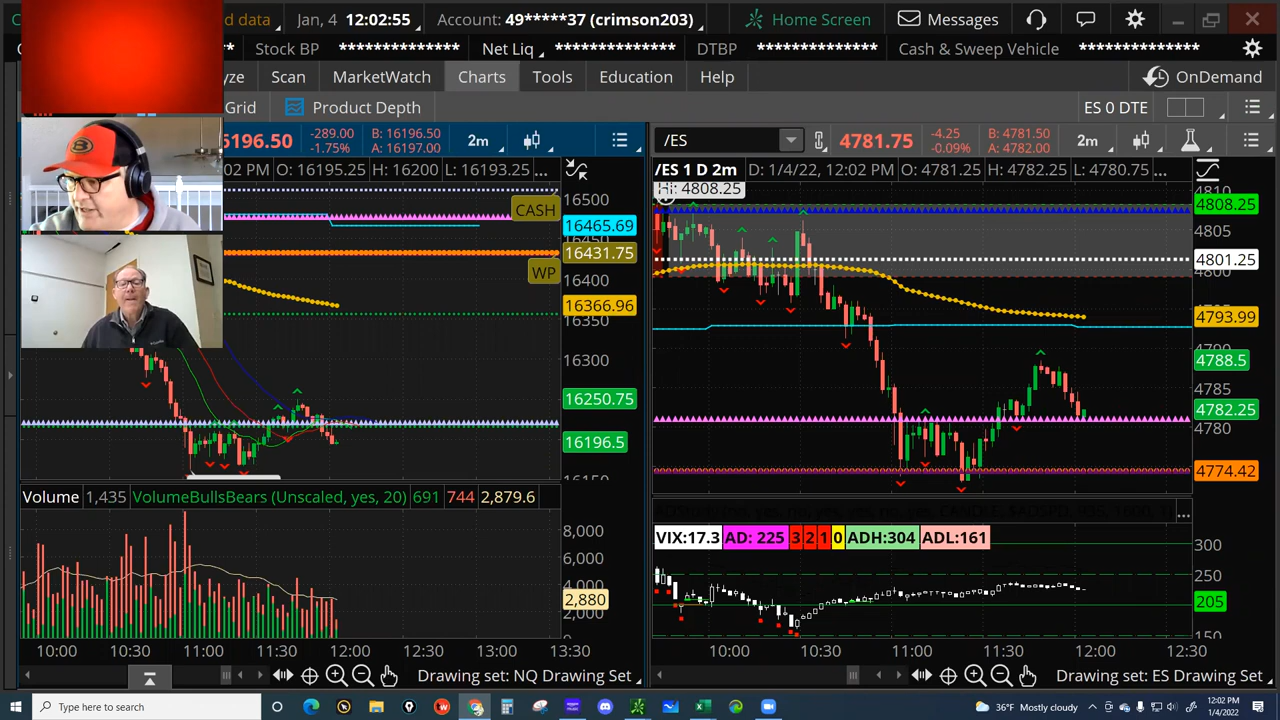 d data Jan, 4 12:02:55 Account: 49*****37 (crimson203) Home Screen Messages
** Stock BP **************** Net Liq **************** DTBP **************** Cash & Sweep Vehicle ****************
yze Scan MarketWatch Charts Tools Education Help OnDemand
Grid Product Depth ES 0 DTE
6196.50 -289.00 -1.75% B: 16196.50 A: 16197.00 2m
02 PM O: 16195.25 H: 16200 L: 16193.25 ...
16500
CASH
16465.69
16431.75
WP
16400
16366.96
16350
16300
16250.75
16196.5
Volume 1,435 VolumeBullsBears (Unscaled, yes, 20) 691 744 2,879.6
8,000
6,000
4,000
2,880
2,000
10:00 10:30 11:00 11:30 12:00 12:30 13:00 13:30
Drawing set: NQ Drawing Set
/ES 4781.75 -4.25 -0.09% B: 4781.50 A: 4782.00 2m
/ES 1 D 2m D: 1/4/22, 12:02 PM O: 4781.25 H: 4782.25 L: 4780.75 ...
Hi: 4808.25
4810
4808.25
4805
4801.25
4800
4793.99
4790
4788.5
4785
4782.25
4780
4774.42
VIX:17.3 AD: 225 3 2 1 0 ADH:304 ADL:161
300
250
205
150
10:00 10:30 11:00 11:30 12:00 12:30
Drawing set: ES Drawing Set
Type here to search
36°F Mostly cloudy
12:02 PM
1/4/2022